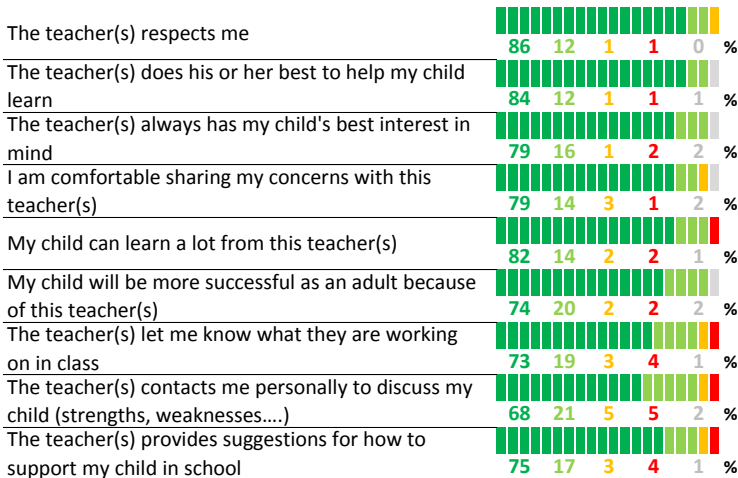 The teacher(s) respects me
86 12 1 1 0 %
The teacher(s) does his or her best to help my child
learn
84 12 1 1 1 %
The teacher(s) always has my child's best interest in
mind
79 16 1 2 2 %
I am comfortable sharing my concerns with this
teacher(s)
79 14 3 1 2 %
My child can learn a lot from this teacher(s)
82 14 2 2 1 %
My child will be more successful as an adult because
of this teacher(s)
74 20 2 2 2 %
The teacher(s) let me know what they are working
on in class
73 19 3 4 1 %
The teacher(s) contacts me personally to discuss my
child (strengths, weaknesses....)
68 21 5 5 2 %
The teacher(s) provides suggestions for how to
support my child in school
75 17 3 4 1 %